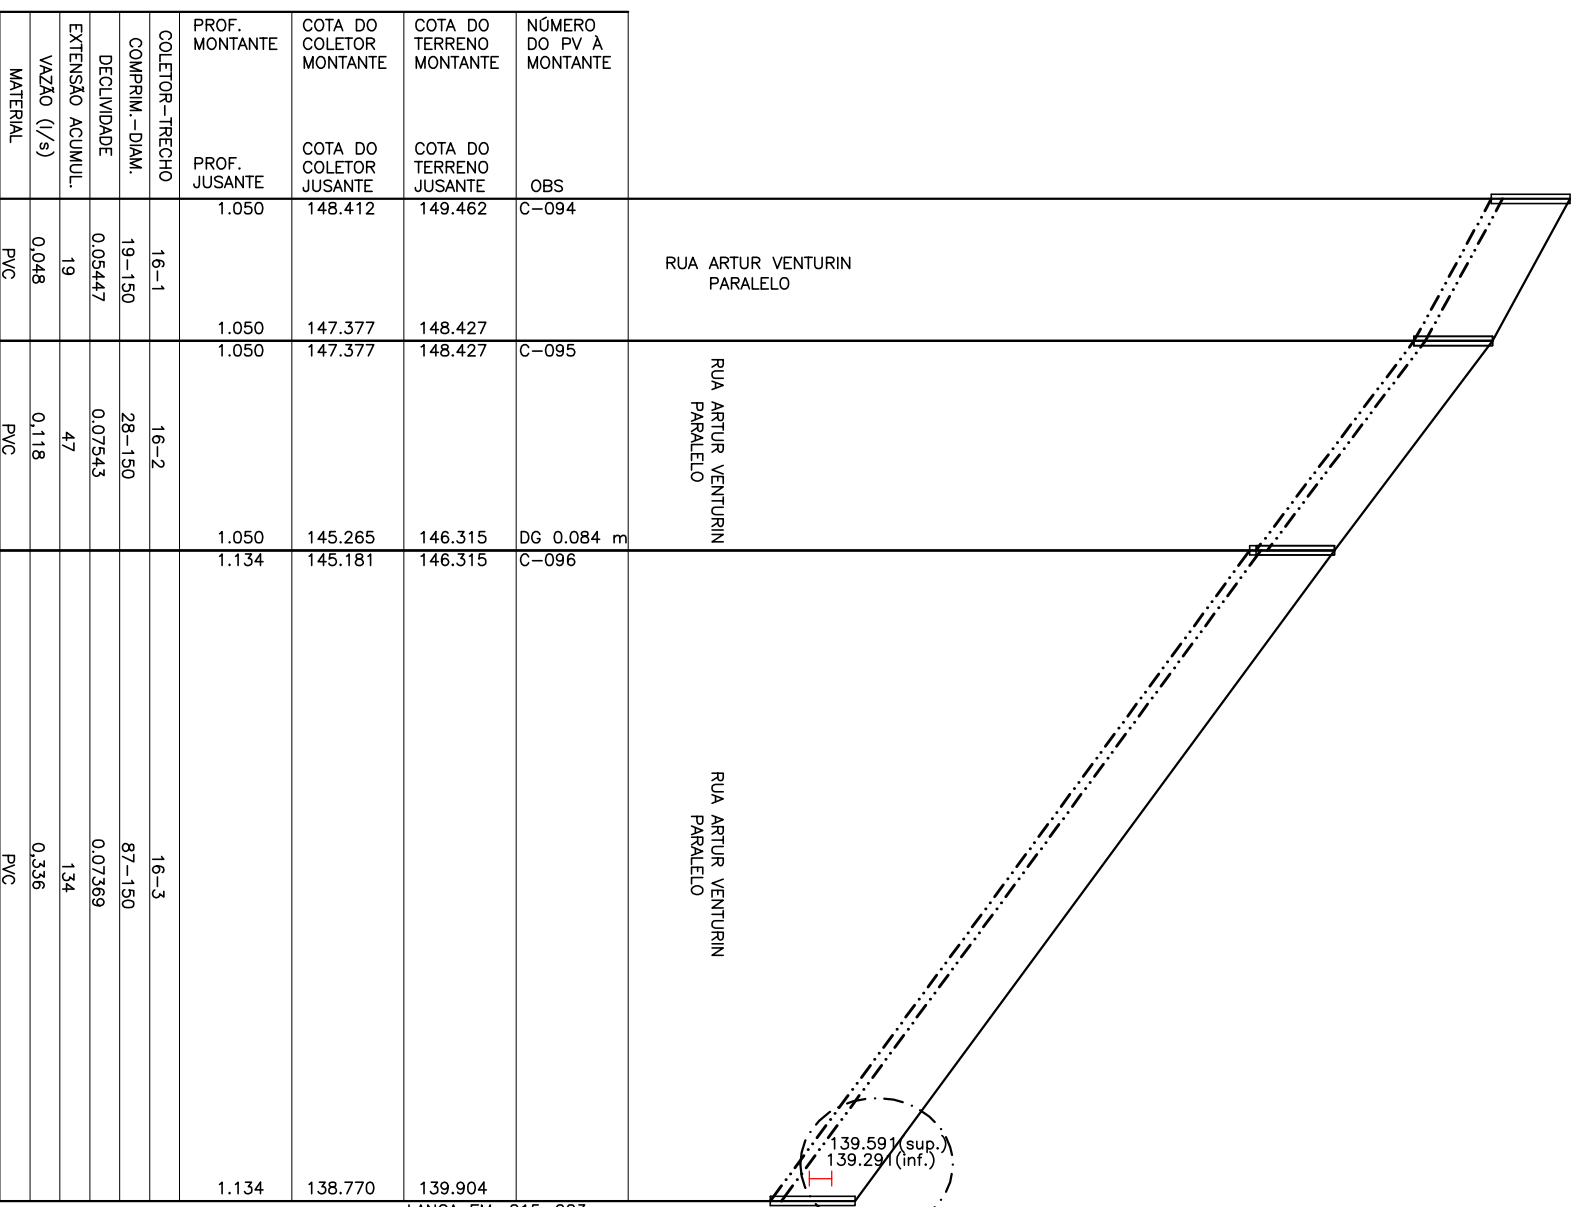 PROF.
MONTANTE
COTA DO
COLETOR
MONTANTE
COTA DO
TERRENO
MONTANTE
NÚMERO
DO PV À
MONTANTE
PROF.
JUSANTE
COTA DO
COLETOR
JUSANTE
COTA DO
TERRENO
JUSANTE
OBS
COLETOR-TRECHO
COMPRIM.-DIAM.
DECLIVIDADE
EXTENSÃO ACUMUL.
VAZÃO (l/s)
MATERIAL
1.050 148.412 149.462 C-094
16-1
19-150
0.05447
19
0,048
PVC
RUA ARTUR VENTURIN
PARALELO
1.050 147.377 148.427
1.050 147.377 148.427 C-095
16-2
28-150
0.07543
47
0,118
PVC
RUA ARTUR VENTURIN
PARALELO
1.050 145.265 146.315 DG 0.084 m
1.134 145.181 146.315 C-096
16-3
87-150
0.07369
134
0,336
PVC
RUA ARTUR VENTURIN
PARALELO
139.591(sup.)
139.291(inf.)
1.134 138.770 139.904